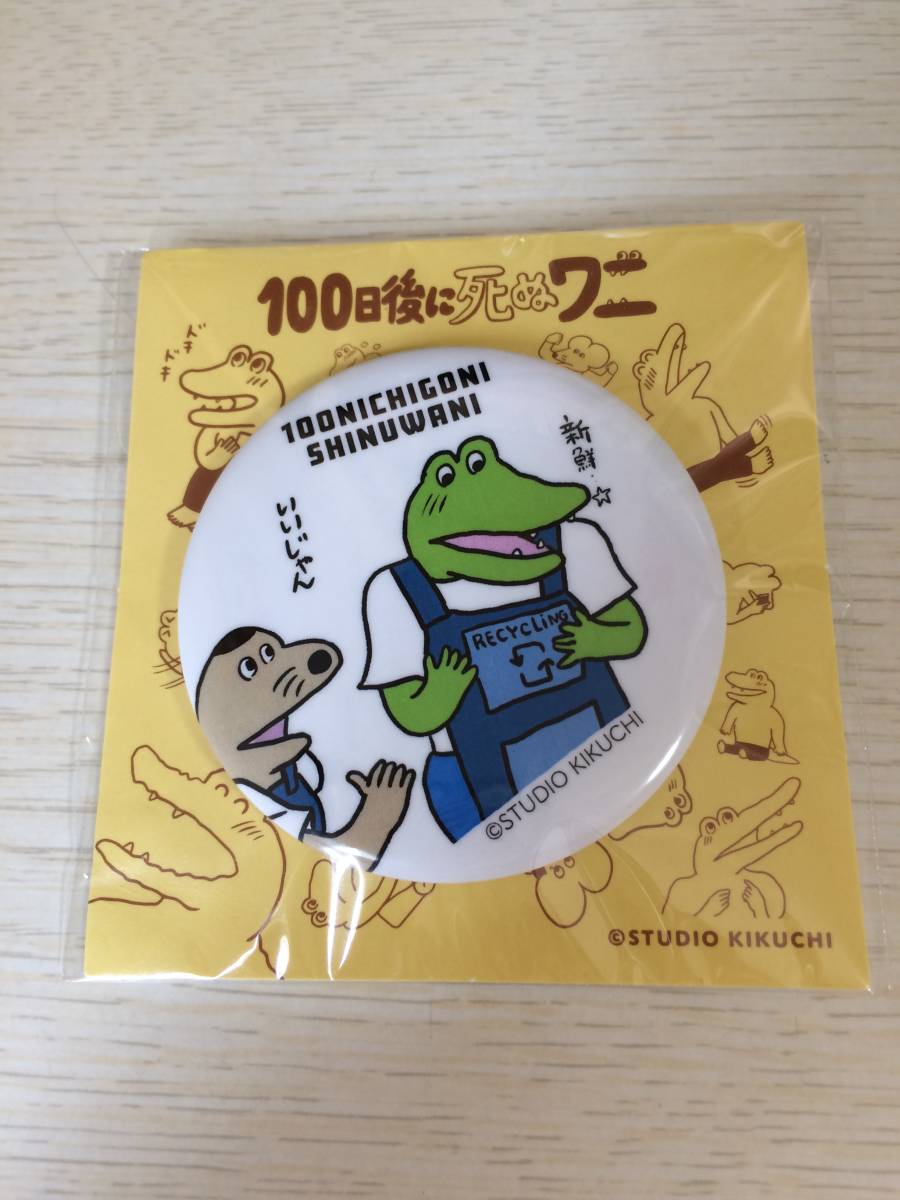 100日後に死ぬワニ
ドキ
ドキ
100NICHIGONI
SHINUWANI
新鮮
いいじゃん
RECYCLING
©STUDIO KIKUCHI
©STUDIO KIKUCHI